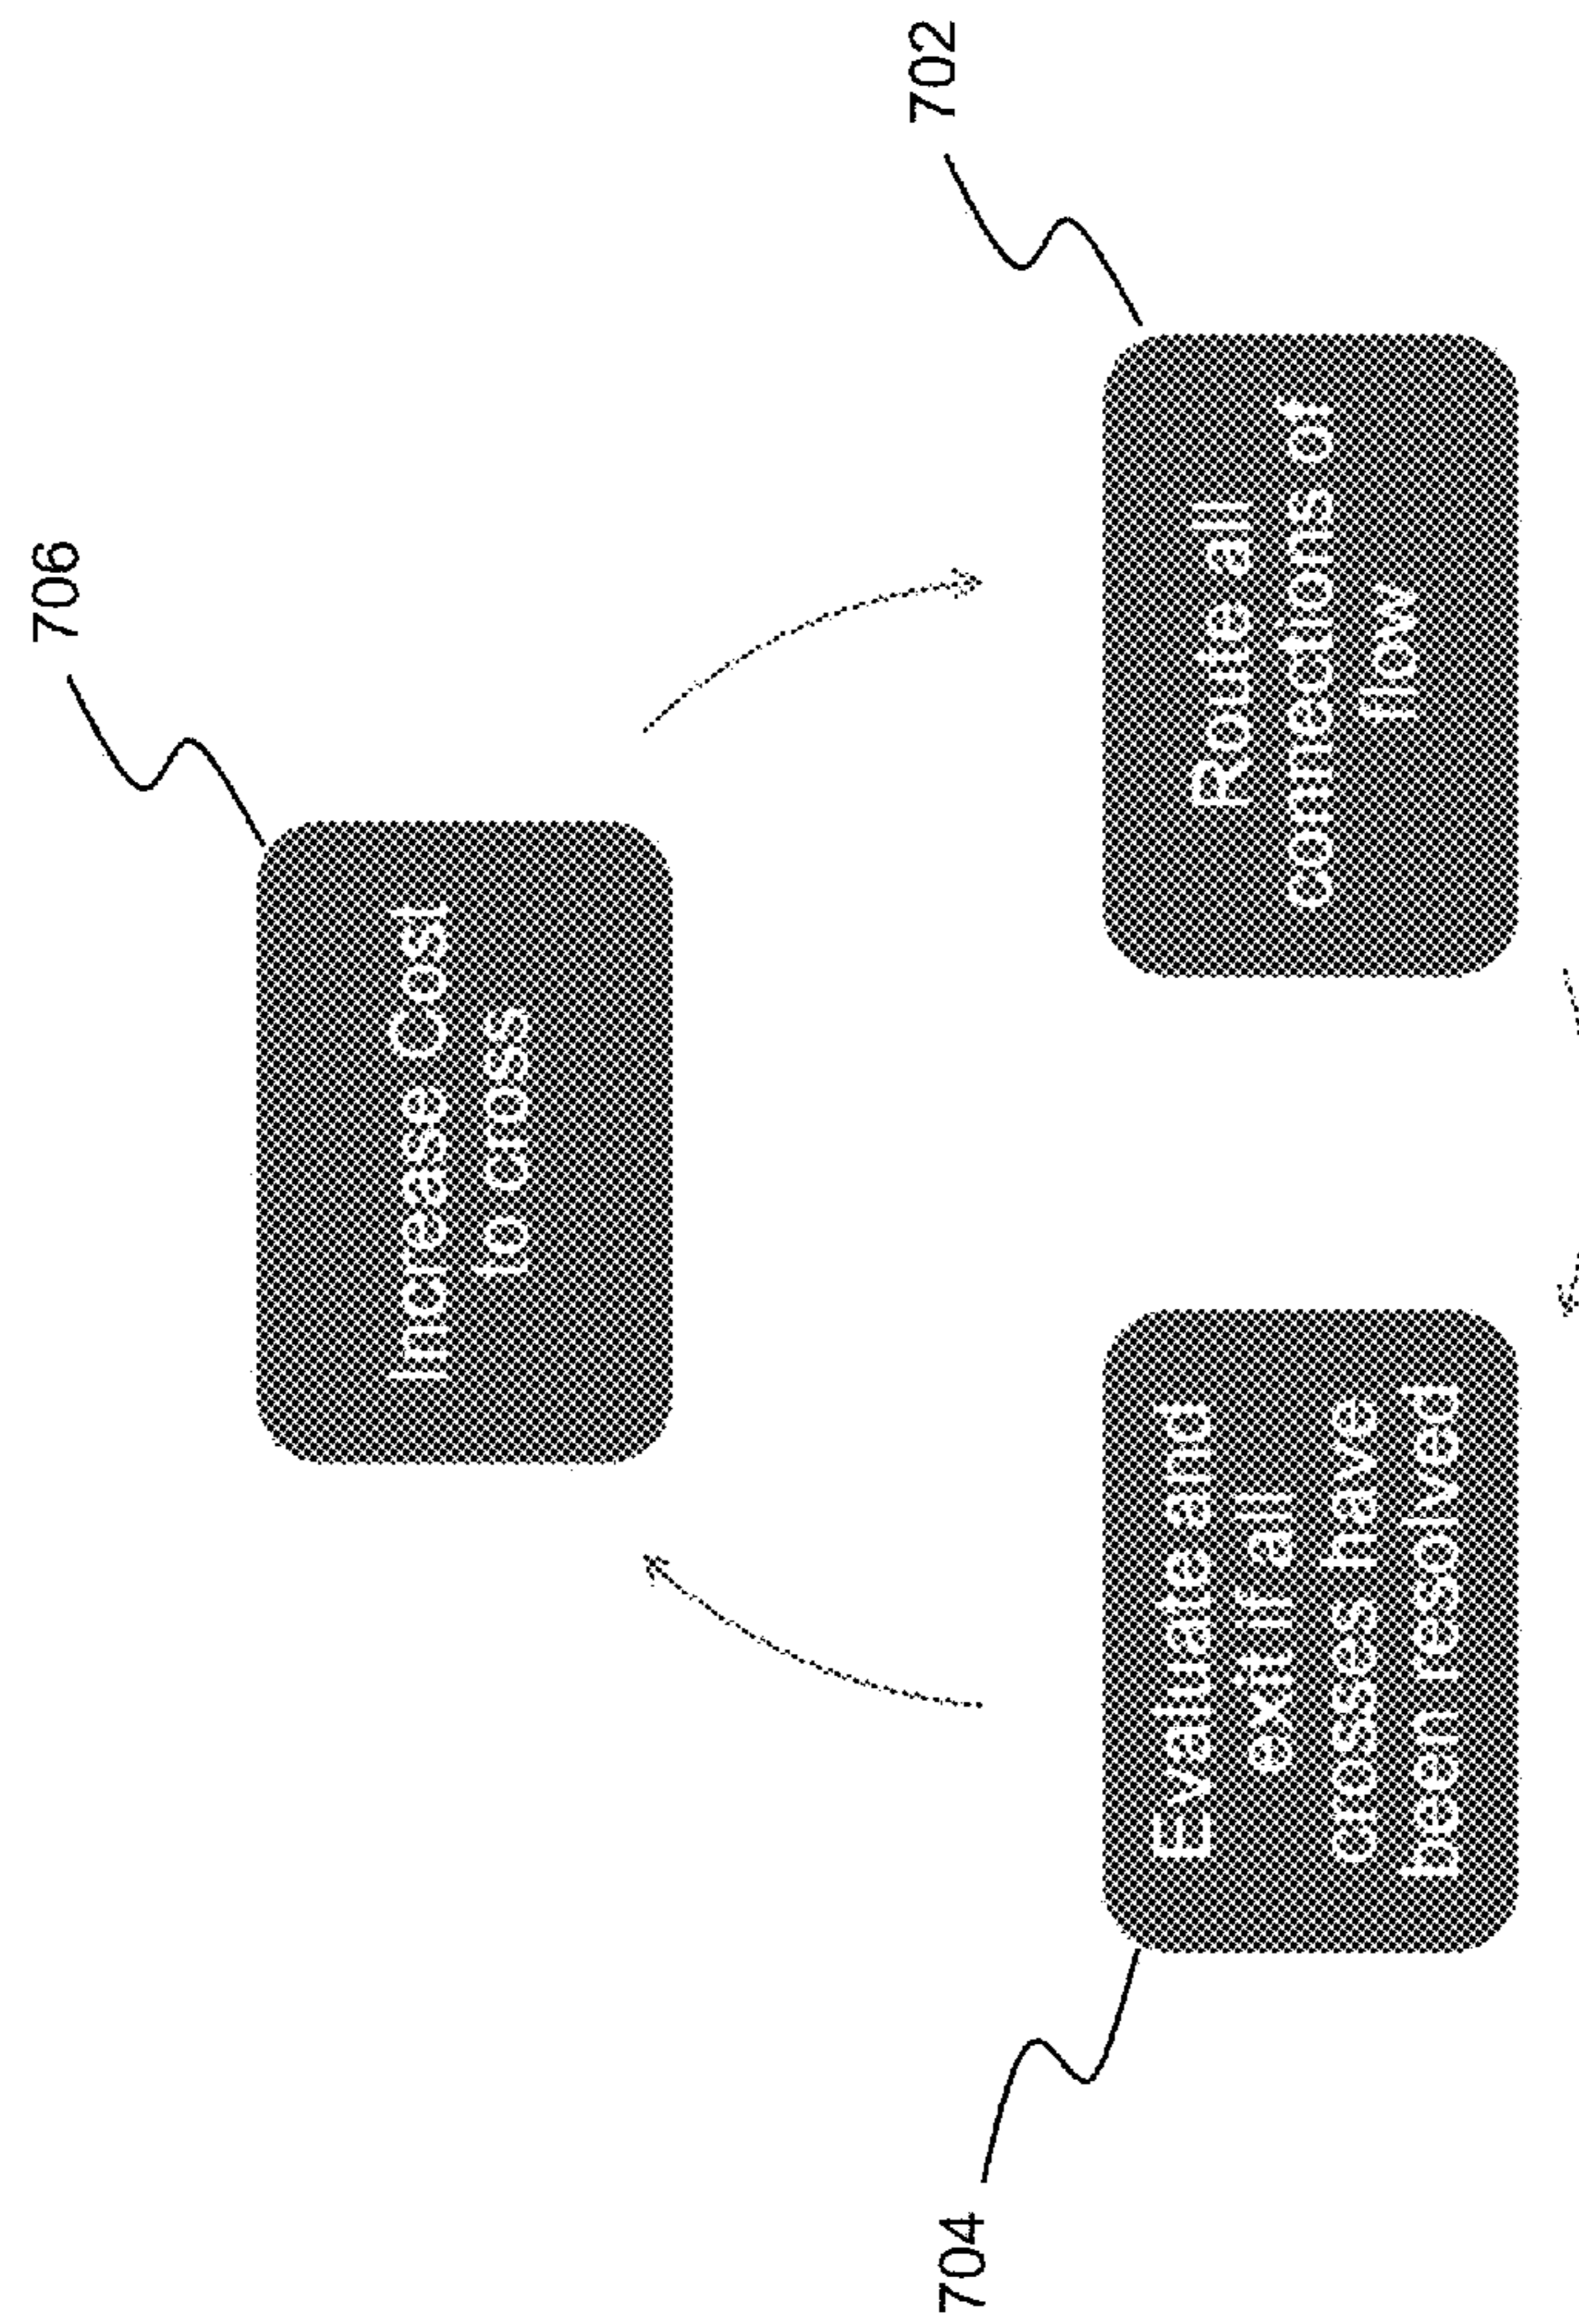 706
Increase Cost
to cross
702
Route all
connections of
flow
704
Evaluate and
exit if all
crosses have
been resolved